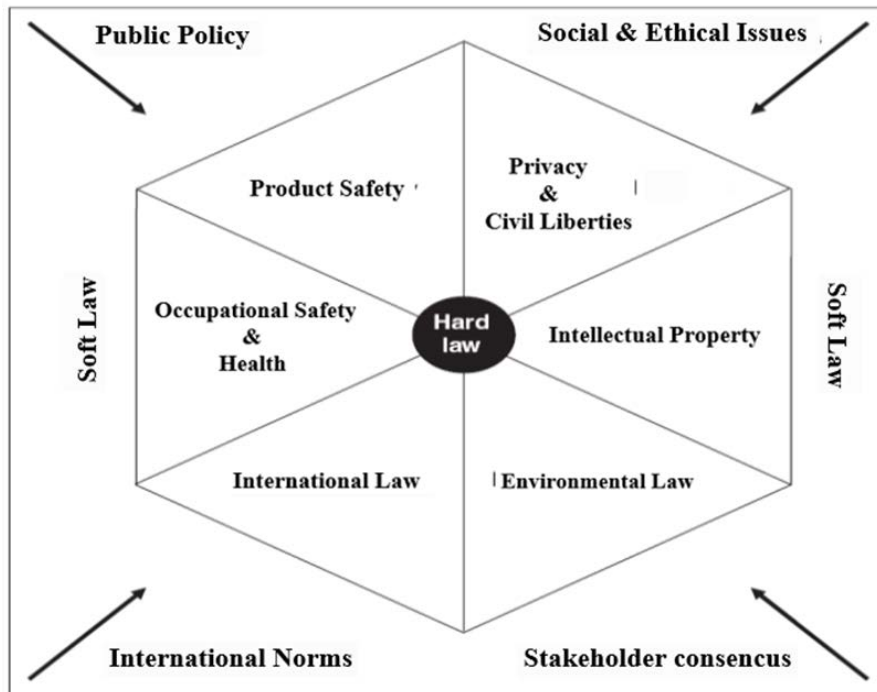 Public Policy
Social & Ethical Issues
Product Safety
Privacy
&
Civil Liberties
Soft Law
Occupational Safety
&
Health
Hard
law
Intellectual Property
Soft Law
International Law
Environmental Law
International Norms
Stakeholder consencus